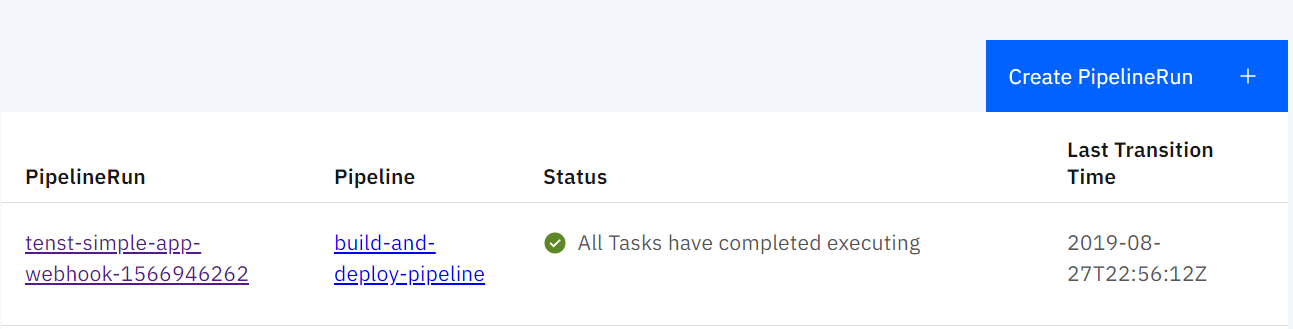 Create PipelineRun
Last Transition
PipelineRun Pipeline Status Time
tenst-simple-app- build-and- All Tasks have completed executing 2019-08-
webhook-1566946262 deploy-pipeline 27T22:56:12Z